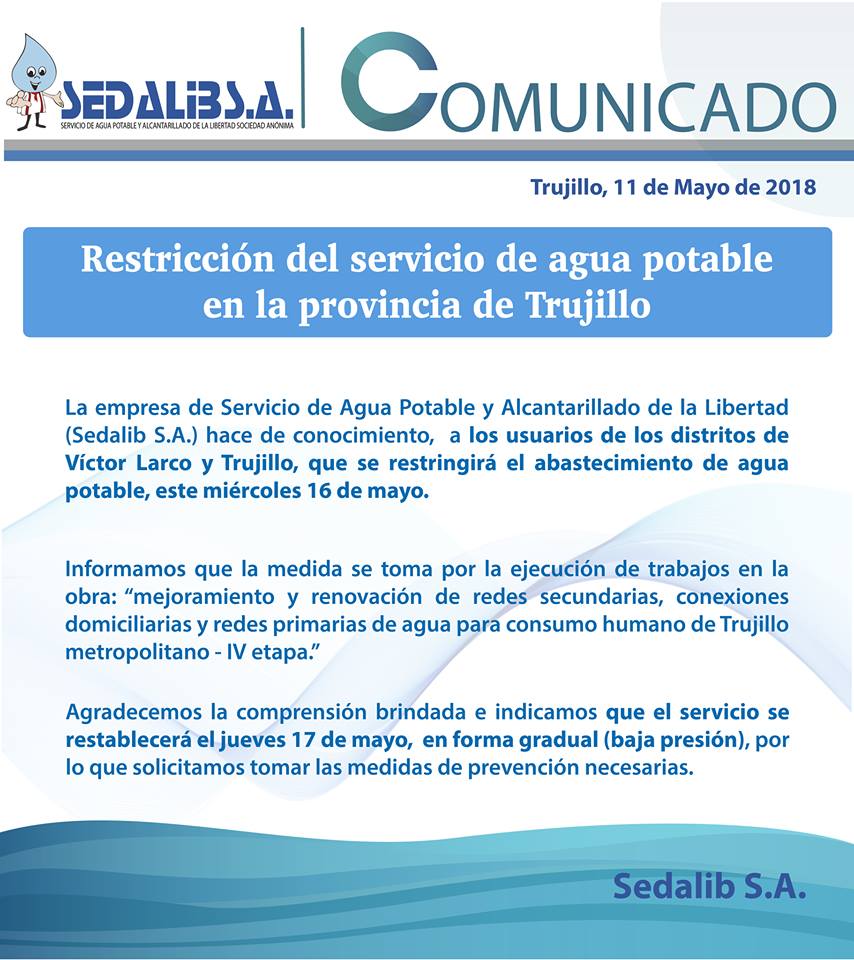 SEDALIB S.A.
SERVICIO DE AGUA POTABLE Y ALCANTARILLADO DE LA LIBERTAD SOCIEDAD ANÓNIMA
COMUNICADO
Trujillo, 11 de Mayo de 2018
Restricción del servicio de agua potable
en la provincia de Trujillo
La empresa de Servicio de Agua Potable y Alcantarillado de la Libertad
(Sedalib S.A.) hace de conocimiento, a los usuarios de los distritos de
Víctor Larco y Trujillo, que se restringirá el abastecimiento de agua
potable, este miércoles 16 de mayo.
Informamos que la medida se toma por la ejecución de trabajos en la
obra: “mejoramiento y renovación de redes secundarias, conexiones
domiciliarias y redes primarias de agua para consumo humano de Trujillo
metropolitano - IV etapa.”
Agradecemos la comprensión brindada e indicamos que el servicio se
restablecerá el jueves 17 de mayo, en forma gradual (baja presión), por
lo que solicitamos tomar las medidas de prevención necesarias.
Sedalib S.A.